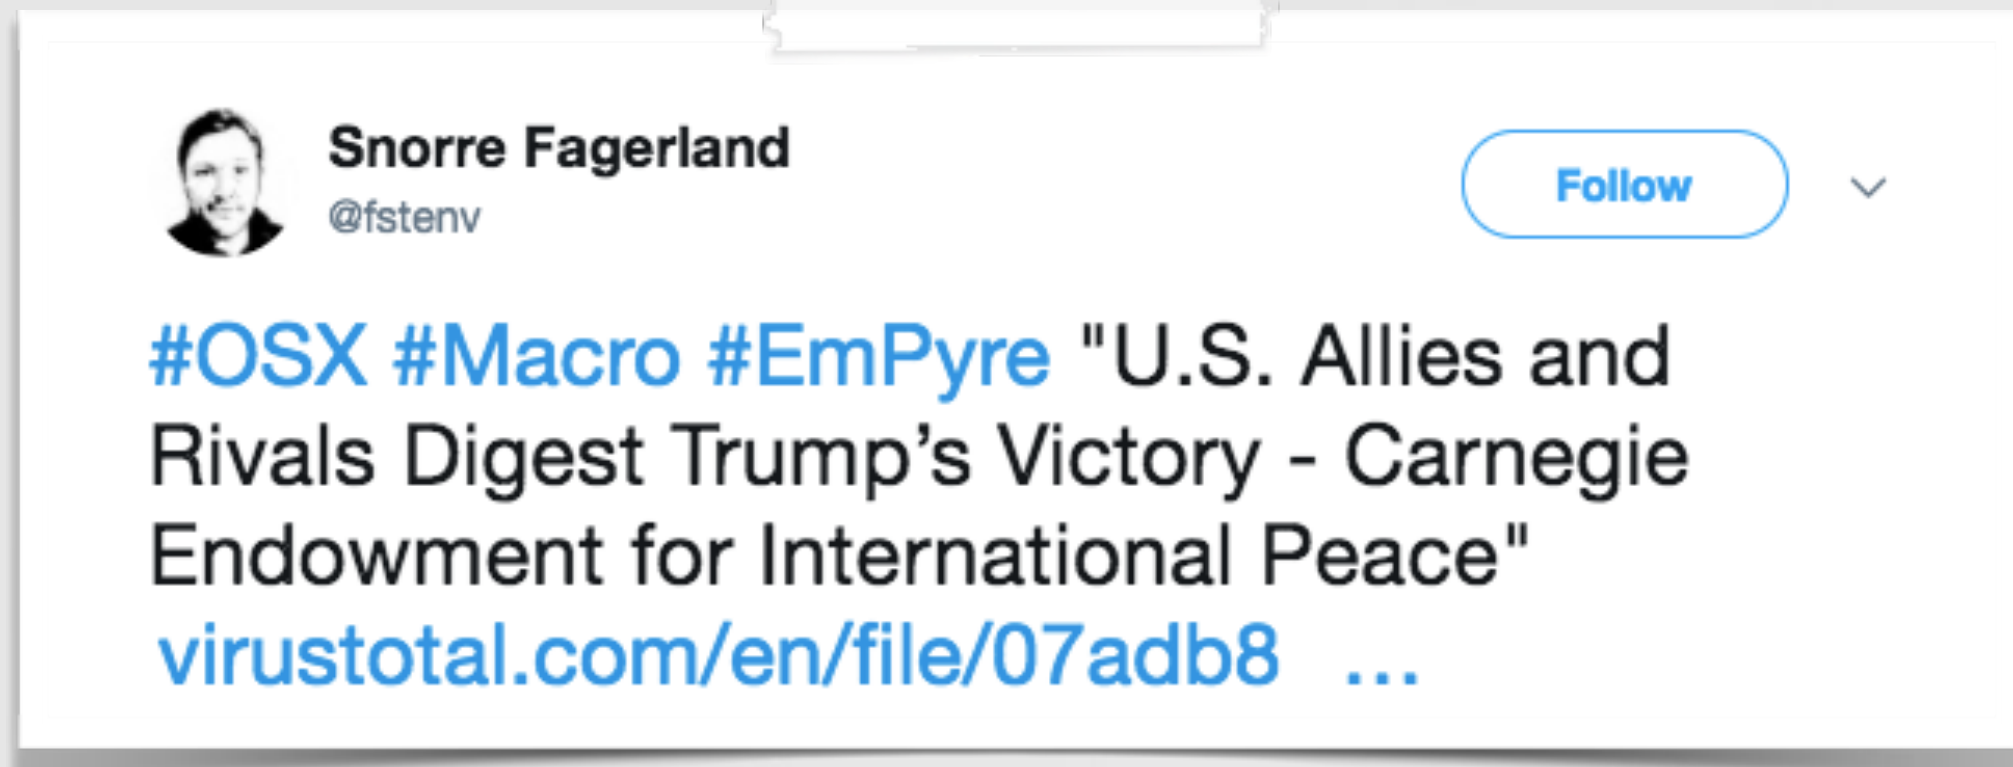 Snorre Fagerland
@fstenv
Follow
#OSX #Macro #EmPyre "U.S. Allies and
Rivals Digest Trump’s Victory - Carnegie
Endowment for International Peace"
virustotal.com/en/file/07adb8 ...